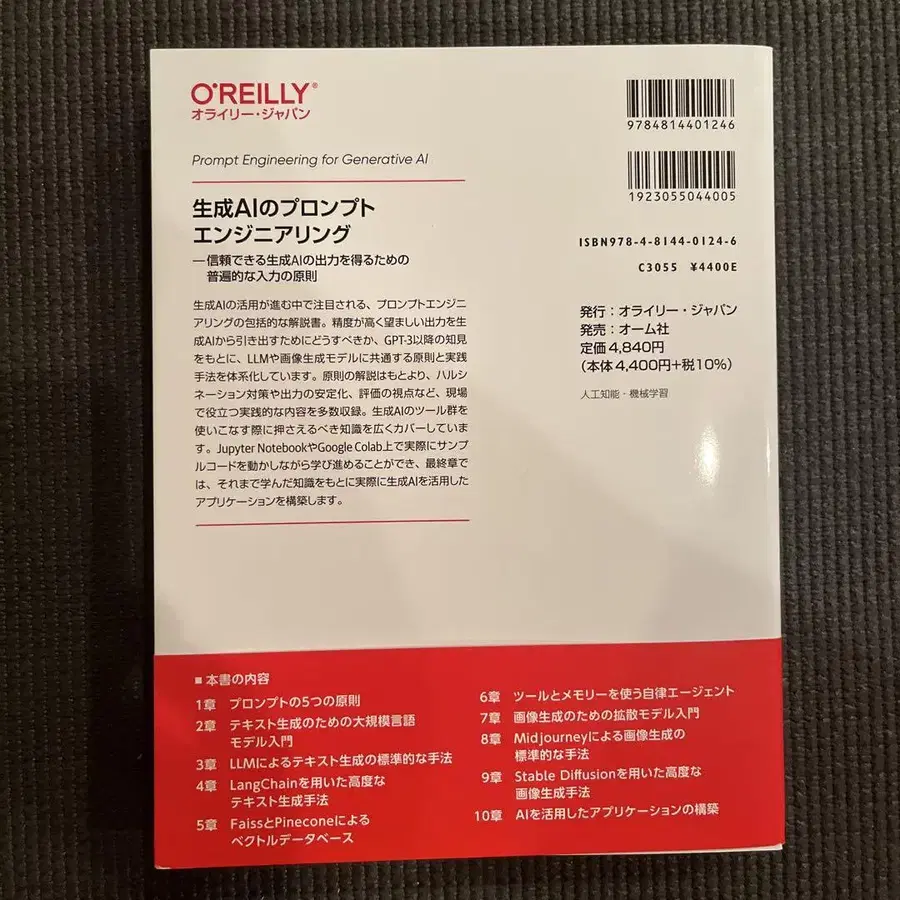 O'REILLY®
オライリー・ジャパン
Prompt Engineering for Generative AI
生成AIのプロンプト
エンジニアリング
―信頼できる生成AIの出力を得るための
普遍的な入力の原則
生成AIの活用が進む中で注目される、プロンプトエンジニ
アリングの包括的な解説書。精度が高く望ましい出力を生
成AIから引き出すためにどうすべきか、GPT-3以降の知見
をもとに、LLMや画像生成モデルに共通する原則と実践
手法を体系化しています。原則の解説はもとより、ハルシ
ネーション対策や出力の安定化、評価の視点など、現場
で役立つ実践的な内容を多数収録。生成AIのツール群を
使いこなす際に押さえるべき知識を広くカバーしていま
す。Jupyter NotebookやGoogle Colab上で実際にサンプ
ルコードを動かしながら学び進めることができ、最終章で
は、それまで学んだ知識をもとに実際に生成AIを活用した
アプリケーションを構築します。
9784814401246
1923055044005
ISBN978-4-8144-0124-6
C3055 ¥4400E
発行：オライリー・ジャパン
発売：オーム社
定価4,840円
（本体4,400円+税10%）
人工知能・機械学習
■本書の内容
1章 プロンプトの5つの原則
2章 テキスト生成のための大規模言語
モデル入門
3章 LLMによるテキスト生成の標準的な手法
4章 LangChainを用いた高度な
テキスト生成手法
5章 FaissとPineconeによる
ベクトルデータベース
6章 ツールとメモリーを使う自律エージェント
7章 画像生成のための拡散モデル入門
8章 Midjourneyによる画像生成の
標準的な手法
9章 Stable Diffusionを用いた高度な
画像生成手法
10章 AIを活用したアプリケーションの構築